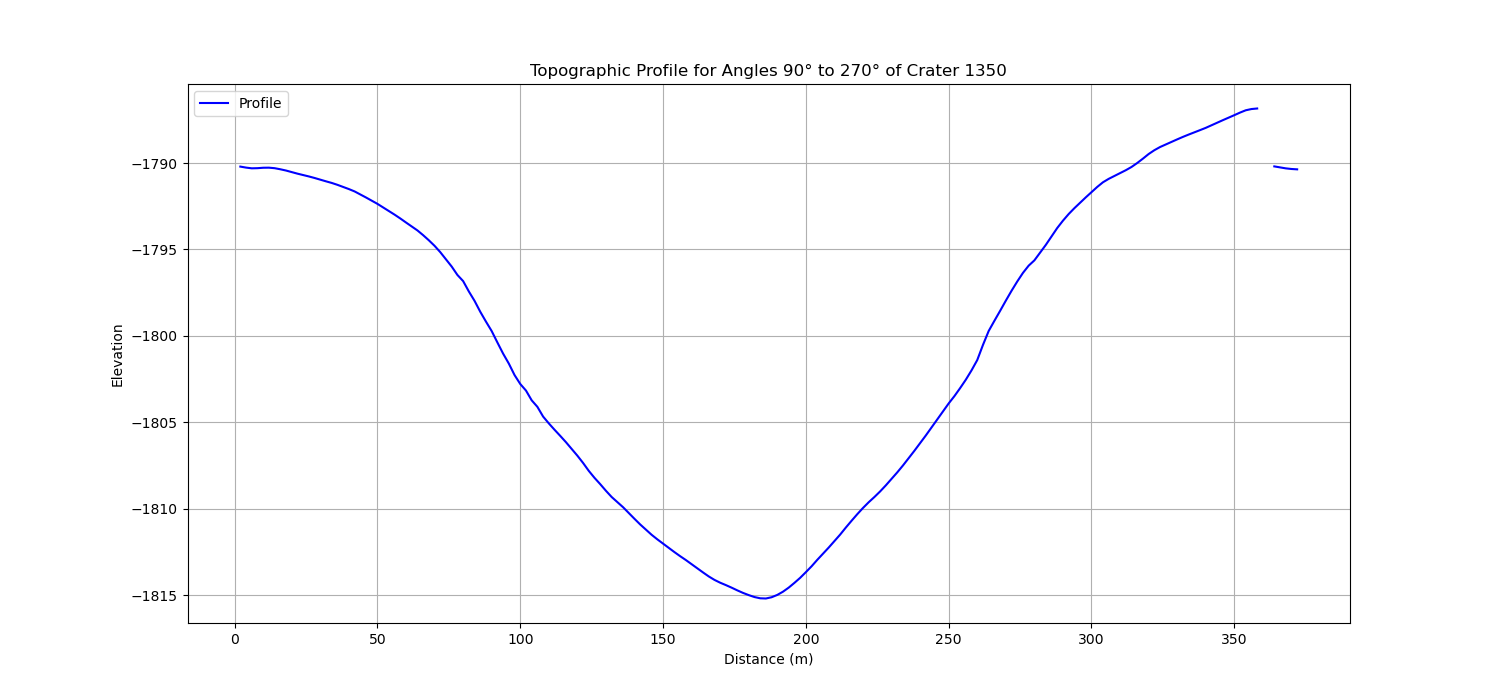 Topographic Profile for Angles 90° to 270° of Crater 1350
Profile
−1790
−1795
−1800
−1805
−1810
−1815
Elevation
0 50 100 150 200 250 300 350
Distance (m)